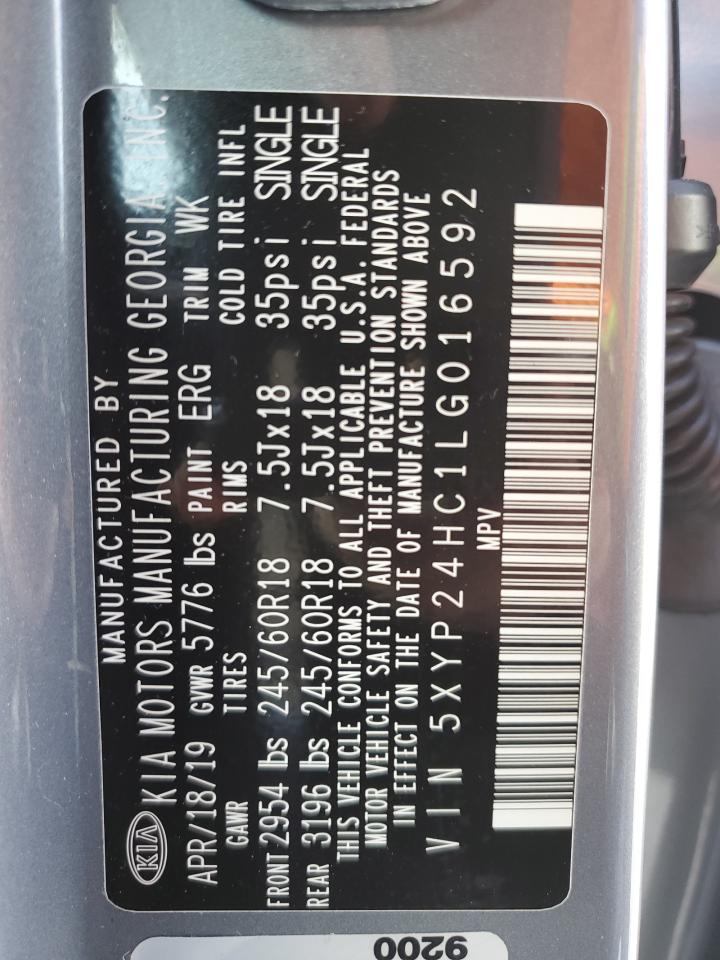 MANUFACTURED BY
KIA KIA MOTORS MANUFACTURING GEORGIA, INC.
APR/18/19 GVWR 5776 lbs PAINT ERG TRIM WK
GAWR TIRES RIMS COLD TIRE INFL
FRONT 2954 lbs 245/60R18 7.5Jx18 35psi SINGLE
REAR 3196 lbs 245/60R18 7.5Jx18 35psi SINGLE
THIS VEHICLE CONFORMS TO ALL APPLICABLE U.S.A. FEDERAL
MOTOR VEHICLE SAFETY AND THEFT PREVENTION STANDARDS
IN EFFECT ON THE DATE OF MANUFACTURE SHOWN ABOVE
VIN 5XYP24HC1LG016592
MPV
9200